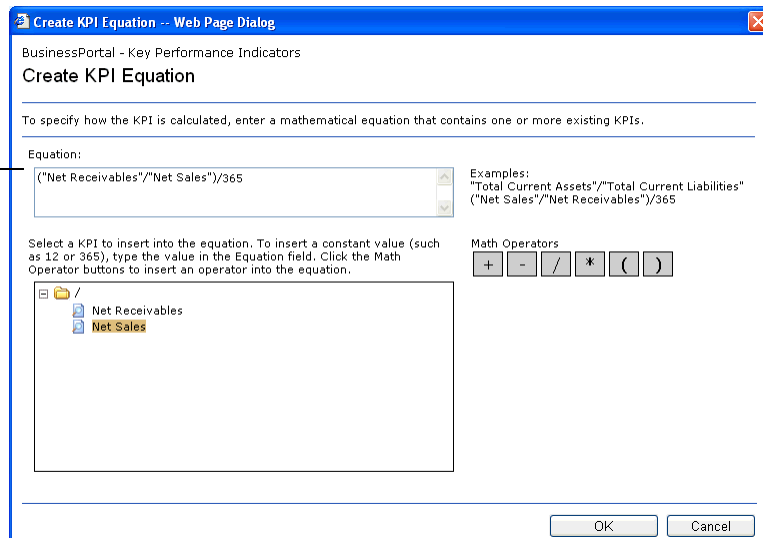 Create KPI Equation -- Web Page Dialog
BusinessPortal - Key Performance Indicators
Create KPI Equation
To specify how the KPI is calculated, enter a mathematical equation that contains one or more existing KPIs.
Equation:
("Net Receivables"/"Net Sales")/365
Examples:
"Total Current Assets"/"Total Current Liabilities"
("Net Sales"/"Net Receivables")/365
Select a KPI to insert into the equation. To insert a constant value (such
as 12 or 365), type the value in the Equation field. Click the Math
Operator buttons to insert an operator into the equation.
Math Operators
+ - / * ( )
/
Net Receivables
Net Sales
OK Cancel